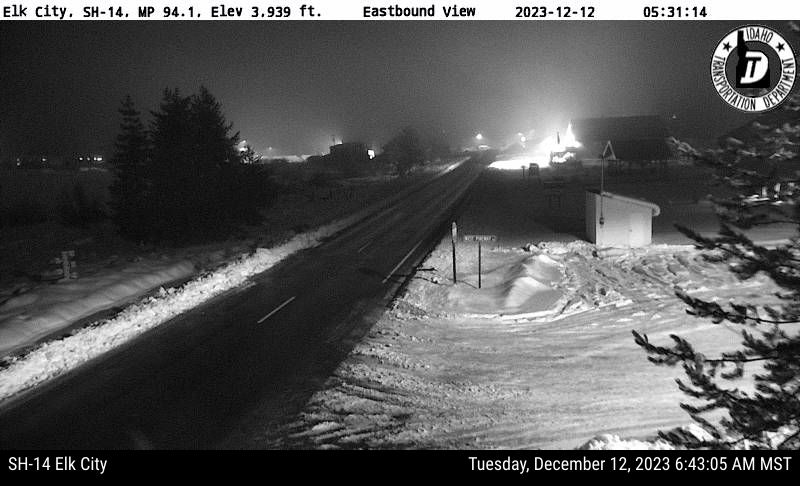 Elk City, SH-14, MP 94.1, Elev 3,939 ft. Eastbound View 2023-12-12 05:31:14
IDAHO
TRANSPORTATION DEPARTMENT
SH-14 Elk City
Tuesday, December 12, 2023 6:43:05 AM MST